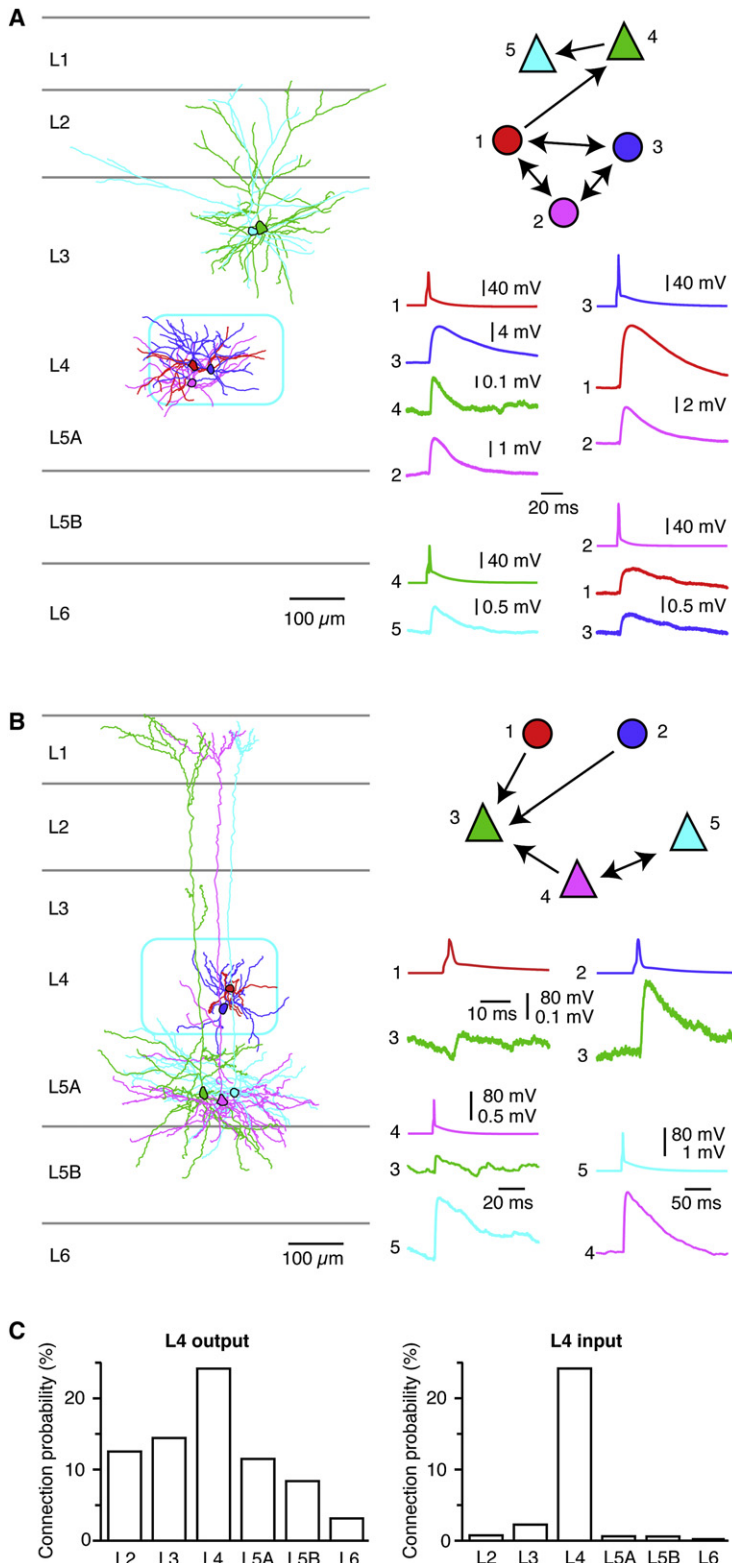 A
L1
L2
L3
L4
L5A
L5B
L6
100 µm
5
4
1
3
2
1
40 mV
3
4 mV
4
0.1 mV
2
1 mV
20 ms
4
40 mV
5
0.5 mV
3
40 mV
1
2
2 mV
2
40 mV
1
3
0.5 mV
B
L1
L2
L3
L4
L5A
L5B
L6
100 µm
1
2
3
5
4
1
2
10 ms
80 mV
0.1 mV
3
3
4
80 mV
0.5 mV
3
5
20 ms
5
80 mV
1 mV
50 ms
4
C
L4 output
Connection probability (%)
20
10
0
L2 L3 L4 L5A L5B L6
L4 input
Connection probability (%)
20
10
0
L2 L3 L4 L5A L5B L6